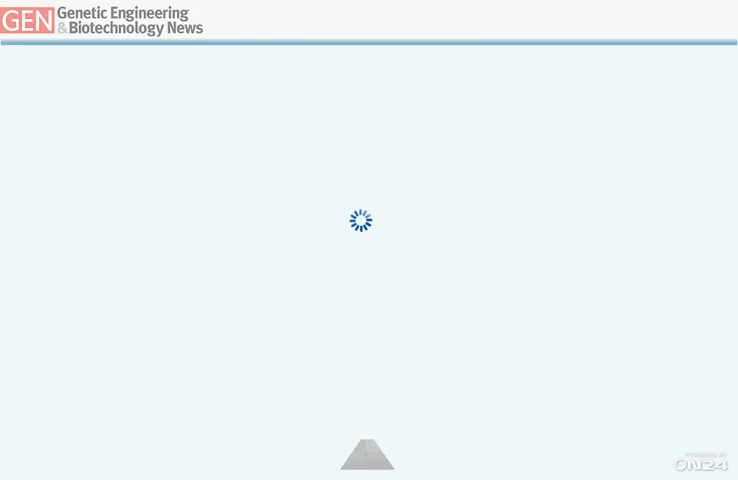 GEN Genetic Engineering
&Biotechnology News
POWERED BY
ON24